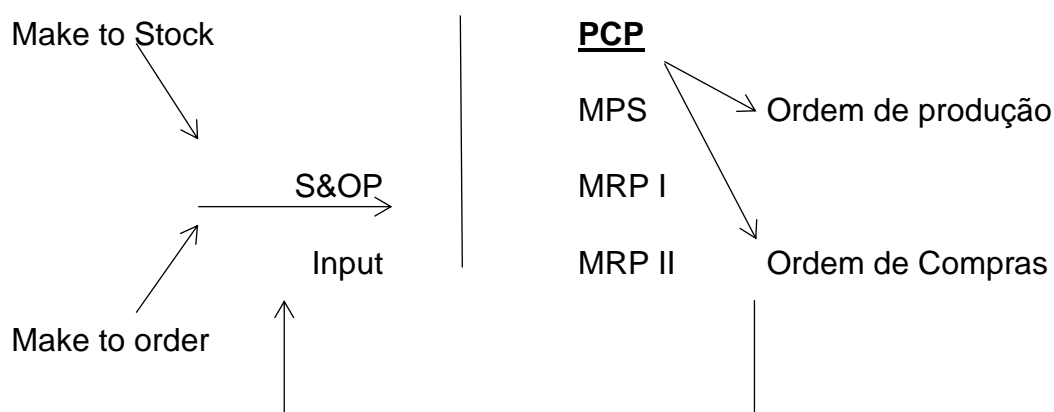 Make to Stock
PCP
MPS
Ordem de produção
S&OP
MRP I
Input
MRP II
Ordem de Compras
Make to order